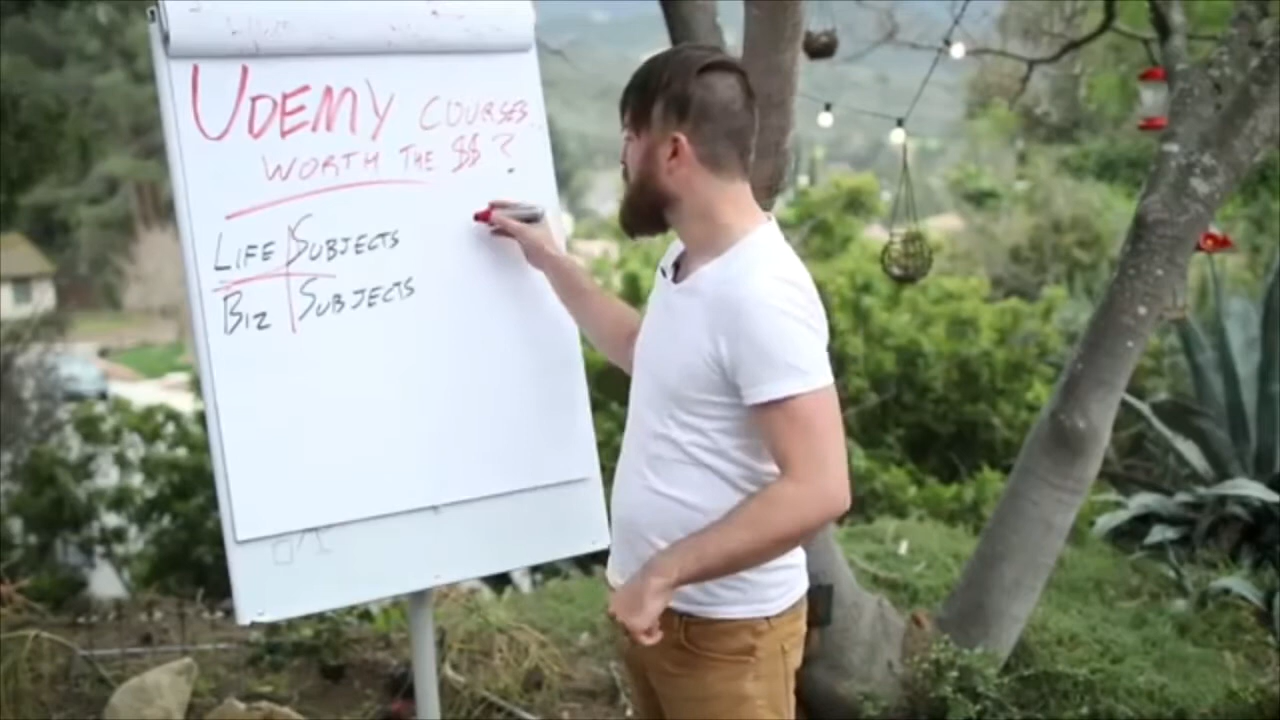 UDEMY COURSES
WORTH THE $$?
LIFE SUBJECTS
BIZ SUBJECTS